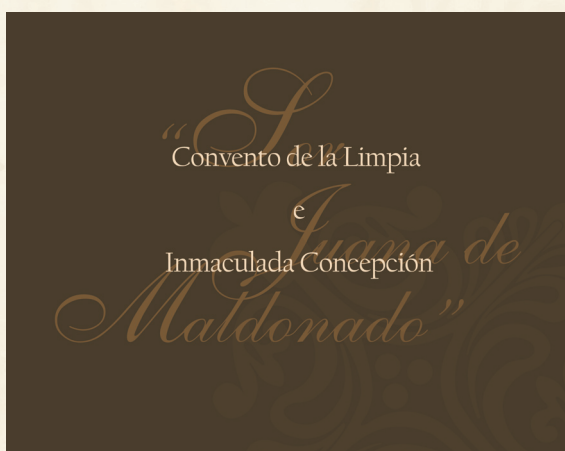 “Sor
Convento de la Limpia
e
Juana de
Inmaculada Concepción
Maldonado”